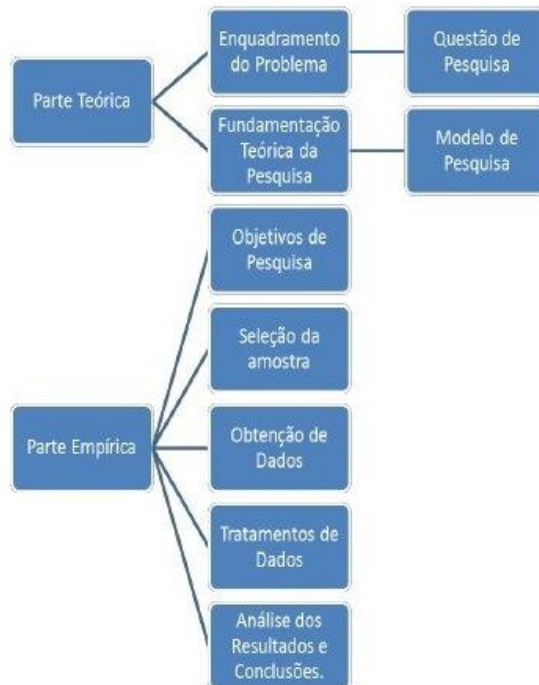 Parte Teórica
Enquadramento
do Problema
Questão de
Pesquisa
Fundamentação
Teórica da
Pesquisa
Modelo de
Pesquisa
Parte Empírica
Objetivos de
Pesquisa
Seleção da
amostra
Obtenção de
Dados
Tratamentos de
Dados
Análise dos
Resultados e
Conclusões.